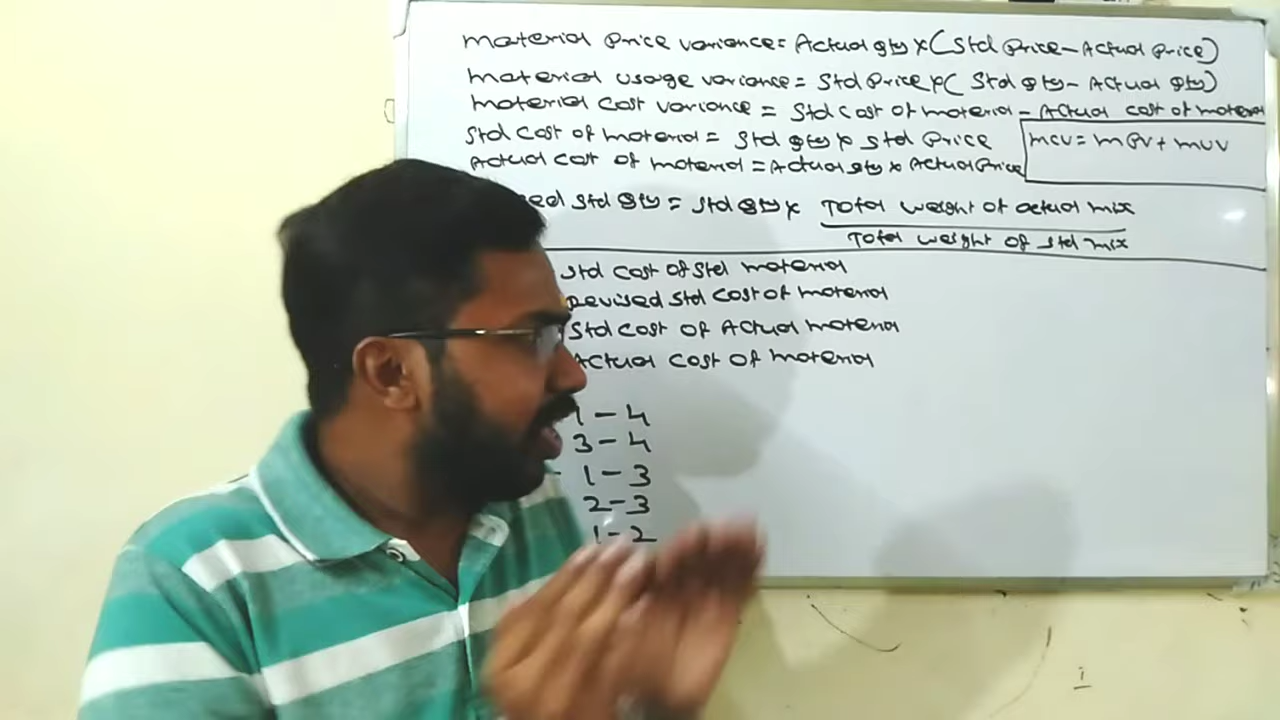 Material Price variance = Actual qty x (Std Price - Actual Price)
Material usage variance = Std Price x ( Std qty - Actual qty)
Material Cost variance = Std Cost of material - Actual cost of material
Std Cost of Material = Std qty x Std Price
MCV = MPV + MUV
Actual Cost of Material = Actual qty x Actual Price
Std qty = Std qty x Total weight of actual mix
Total weight of std mix
Std Cost of Std material
Revised Std Cost of material
Std Cost of Actual material
Actual Cost of material
1 - 4
3 - 4
- 1 - 3
2 - 3
1 - 2